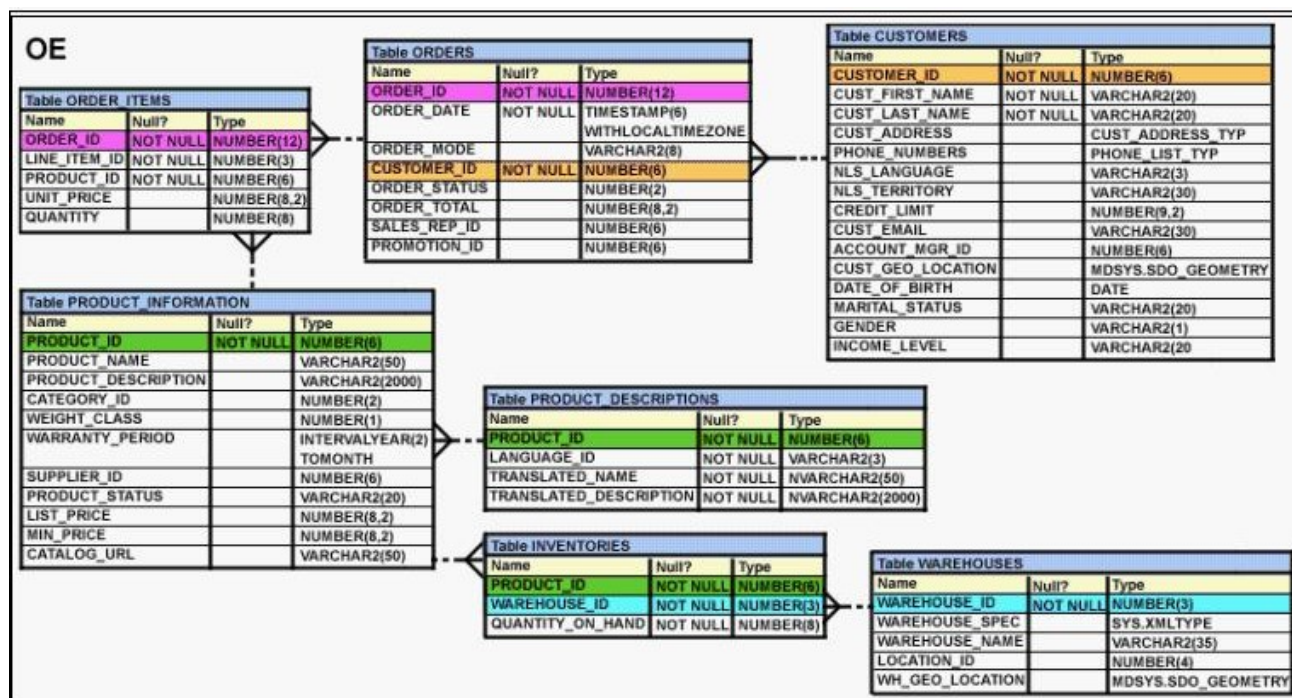 OE
Table ORDER_ITEMS
Name Null? Type
ORDER_ID NOT NULL NUMBER(12)
LINE_ITEM_ID NOT NULL NUMBER(3)
PRODUCT_ID NOT NULL NUMBER(6)
UNIT_PRICE NUMBER(8,2)
QUANTITY NUMBER(8)
Table ORDERS
Name Null? Type
ORDER_ID NOT NULL NUMBER(12)
ORDER_DATE NOT NULL TIMESTAMP(6)
WITHLOCALTIMEZONE
ORDER_MODE VARCHAR2(8)
CUSTOMER_ID NOT NULL NUMBER(6)
ORDER_STATUS NUMBER(2)
ORDER_TOTAL NUMBER(8,2)
SALES_REP_ID NUMBER(6)
PROMOTION_ID NUMBER(6)
Table CUSTOMERS
Name Null? Type
CUSTOMER_ID NOT NULL NUMBER(6)
CUST_FIRST_NAME NOT NULL VARCHAR2(20)
CUST_LAST_NAME NOT NULL VARCHAR2(20)
CUST_ADDRESS CUST_ADDRESS_TYP
PHONE_NUMBERS PHONE_LIST_TYP
NLS_LANGUAGE VARCHAR2(3)
NLS_TERRITORY VARCHAR2(30)
CREDIT_LIMIT NUMBER(9,2)
CUST_EMAIL VARCHAR2(30)
ACCOUNT_MGR_ID NUMBER(6)
CUST_GEO_LOCATION MDSYS.SDO_GEOMETRY
DATE_OF_BIRTH DATE
MARITAL_STATUS VARCHAR2(20)
GENDER VARCHAR2(1)
INCOME_LEVEL VARCHAR2(20
Table PRODUCT_INFORMATION
Name Null? Type
PRODUCT_ID NOT NULL NUMBER(6)
PRODUCT_NAME VARCHAR2(50)
PRODUCT_DESCRIPTION VARCHAR2(2000)
CATEGORY_ID NUMBER(2)
WEIGHT_CLASS NUMBER(1)
WARRANTY_PERIOD INTERVALYEAR(2)
TOMONTH
SUPPLIER_ID NUMBER(6)
PRODUCT_STATUS VARCHAR2(20)
LIST_PRICE NUMBER(8,2)
MIN_PRICE NUMBER(8,2)
CATALOG_URL VARCHAR2(50)
Table PRODUCT_DESCRIPTIONS
Name Null? Type
PRODUCT_ID NOT NULL NUMBER(6)
LANGUAGE_ID NOT NULL VARCHAR2(3)
TRANSLATED_NAME NOT NULL NVARCHAR2(50)
TRANSLATED_DESCRIPTION NOT NULL NVARCHAR2(2000)
Table INVENTORIES
Name Null? Type
PRODUCT_ID NOT NULL NUMBER(6)
WAREHOUSE_ID NOT NULL NUMBER(3)
QUANTITY_ON_HAND NOT NULL NUMBER(8)
Table WAREHOUSES
Name Null? Type
WAREHOUSE_ID NOT NULL NUMBER(3)
WAREHOUSE_SPEC SYS.XMLTYPE
WAREHOUSE_NAME VARCHAR2(35)
LOCATION_ID NUMBER(4)
WH_GEO_LOCATION MDSYS.SDO_GEOMETRY